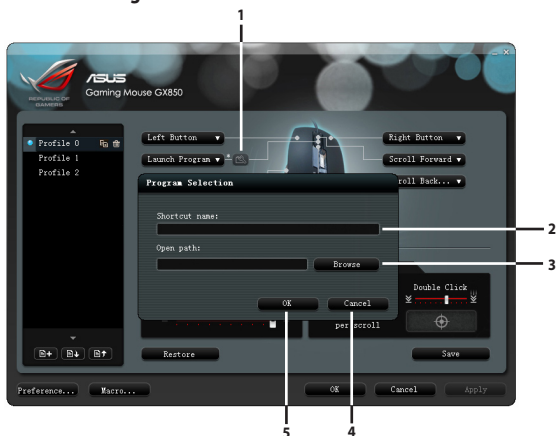 1
REPUBLIC OF
GAMERS
ASUS
Gaming Mouse GX850
Profile 0
Profile 1
Profile 2
Left Button
Right Button
Launch Program
Scroll Forward
roll Back...
Program Selection
Shortcut name:
2
Open path:
Browse
3
Double Click
OK
Cancel
per scroll
Restore
Save
Preference...
Macro...
OK
Cancel
Apply
5
4